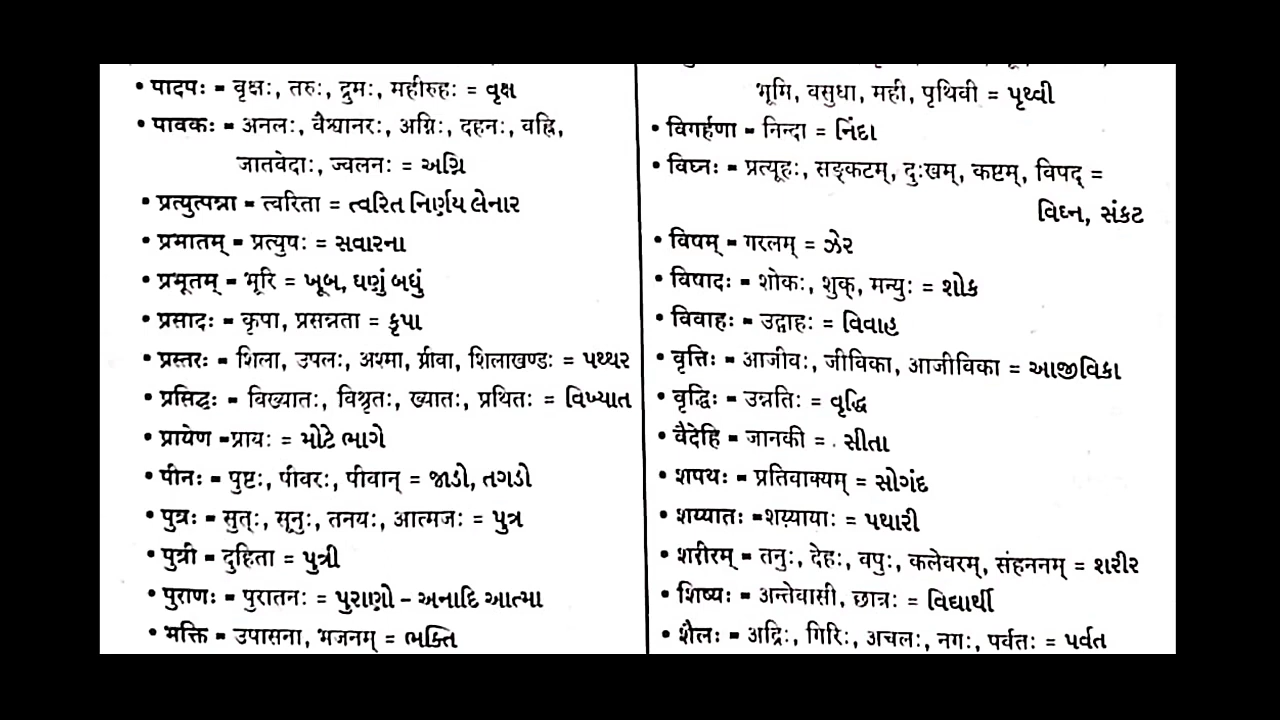 • पादपः = वृक्षः, तरुः, द्रुमः, महीरुहः = વૃક્ષ
• पावकः = अनलः, वैश्वानरः, अग्निः, दहनः, वह्नि,
जातवेदाः, ज्वलनः = અગ્નિ
• प्रत्युत्पन्ना = त्वरिता = ત્વરિત નિર્ણય લેનાર
• प्रभातम् = प्रत्युषः = સવારના
• प्रभूतम् = भूरि = ખૂબ, ઘણું બધું
• प्रसादः = कृपा, प्रसन्नता = કૃપા
• प्रस्तरः = शिला, उपलः, अश्मा, ग्रीवा, शिलाखण्डः = પથ્થર
• प्रसिद्धः = विख्यातः, विश्रृतः, ख्यातः, प्रथितः = વિખ્યાત
• प्रायेण =प्रायः = મોટે ભાગે
• पीनः = पुष्टः, पीवरः, पीवान् = જાડો, તગડો
• पुत्रः = सुत्ः, सूनुः, तनयः, आत्मजः = પુત્ર
• पुत्री = दुहिता = પુત્રી
• पुराणः = पुरातनः = પુરાણો – અનાદિ આત્મા
• भक्ति = उपासना, भजनम् = ભક્તિ
भूमि, वसुधा, मही, पृथिवी = પૃથ્વી
• विगर्हणा = निन्दा = નિંદા
• विघ्नः = प्रत्यूहः, सङ्कटम्, दुःखम्, कष्टम्, विपद् =
વિઘ્ન, સંકટ
• विषम् = गरलम् = ઝેર
• विषादः = शोकः, शुक्, मन्युः = શોક
• विवाहः = उद्वाहः = વિવાહ
• वृत्तिः = आजीवः, जीविका, आजीविका = આજીવિકા
• वृद्धिः = उन्नतिः = વૃદ્ધિ
• वैदेहि = जानकी = . સીતા
• शपथः = प्रतिवाक्यम् = સોગંદ
• शय्यातः =शय़्यायाः = પથારી
• शरीरम् = तनुः, देहः, वपुः, कलेवरम्, संहननम् = શરીર
• शिष्यः = अन्तेवासी, छात्रः = વિદ્યાર્થી
• शैलः = अद्रिः, गिरिः, अचलः, नगः, पर्वतः = પર્વત